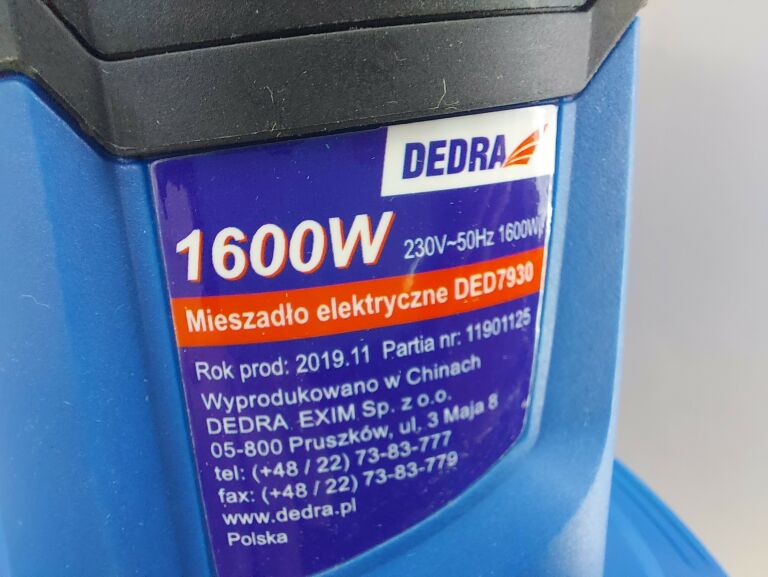 DEDRA
1600W 230V~50Hz 1600W
Mieszadło elektryczne DED7930
Rok prod: 2019.11 Partia nr: 11901125
Wyprodukowano w Chinach
DEDRA EXIM Sp. z o.o.
05-800 Pruszków, ul. 3 Maja 8
tel: (+48 / 22) 73-83-777
fax: (+48 / 22) 73-83-779
www.dedra.pl
Polska